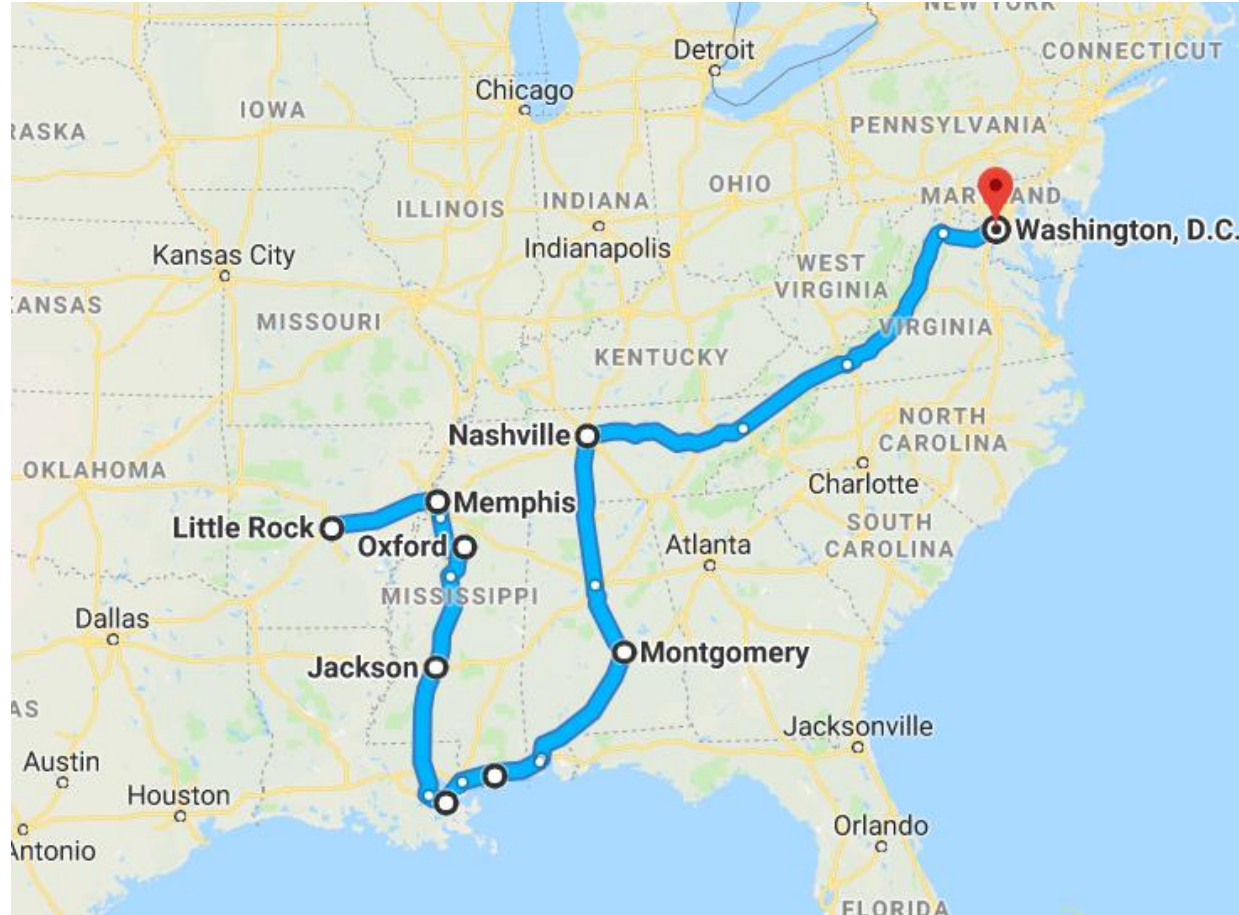 NEW YORK
Detroit
CONNECTICUT
Chicago
IOWA
RASKA
PENNSYLVANIA
OHIO
MARYLAND
ILLINOIS
INDIANA
Washington, D.C.
Indianapolis
Kansas City
WEST
VIRGINIA
ANSAS
MISSOURI
VIRGINIA
KENTUCKY
NORTH
CAROLINA
Nashville
OKLAHOMA
Charlotte
Memphis
Little Rock
SOUTH
CAROLINA
Oxford
Atlanta
MISSISSIPPI
Dallas
Montgomery
Jackson
AS
Jacksonville
Austin
Houston
Orlando
Antonio
FLORIDA